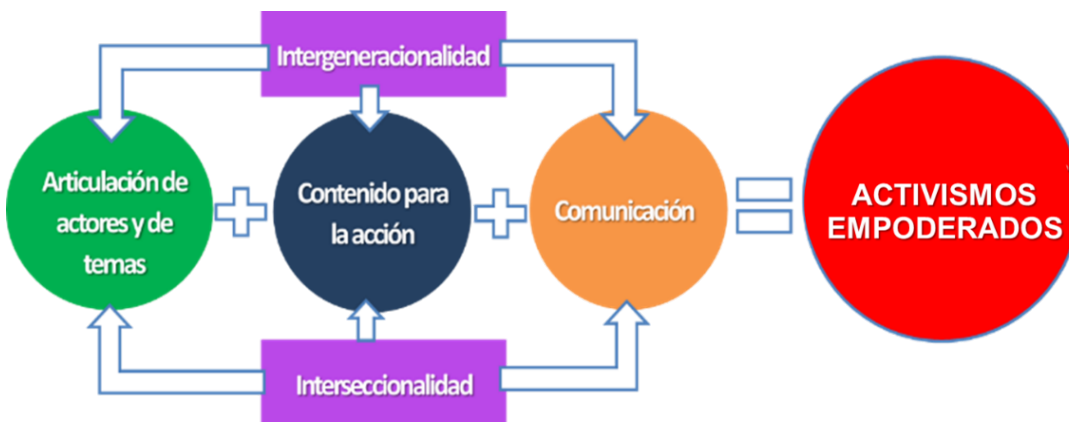 Intergeneracionalidad
Articulación de
actores y de
temas
Contenido para
la acción
Comunicación
ACTIVISMOS
EMPODERADOS
Interseccionalidad